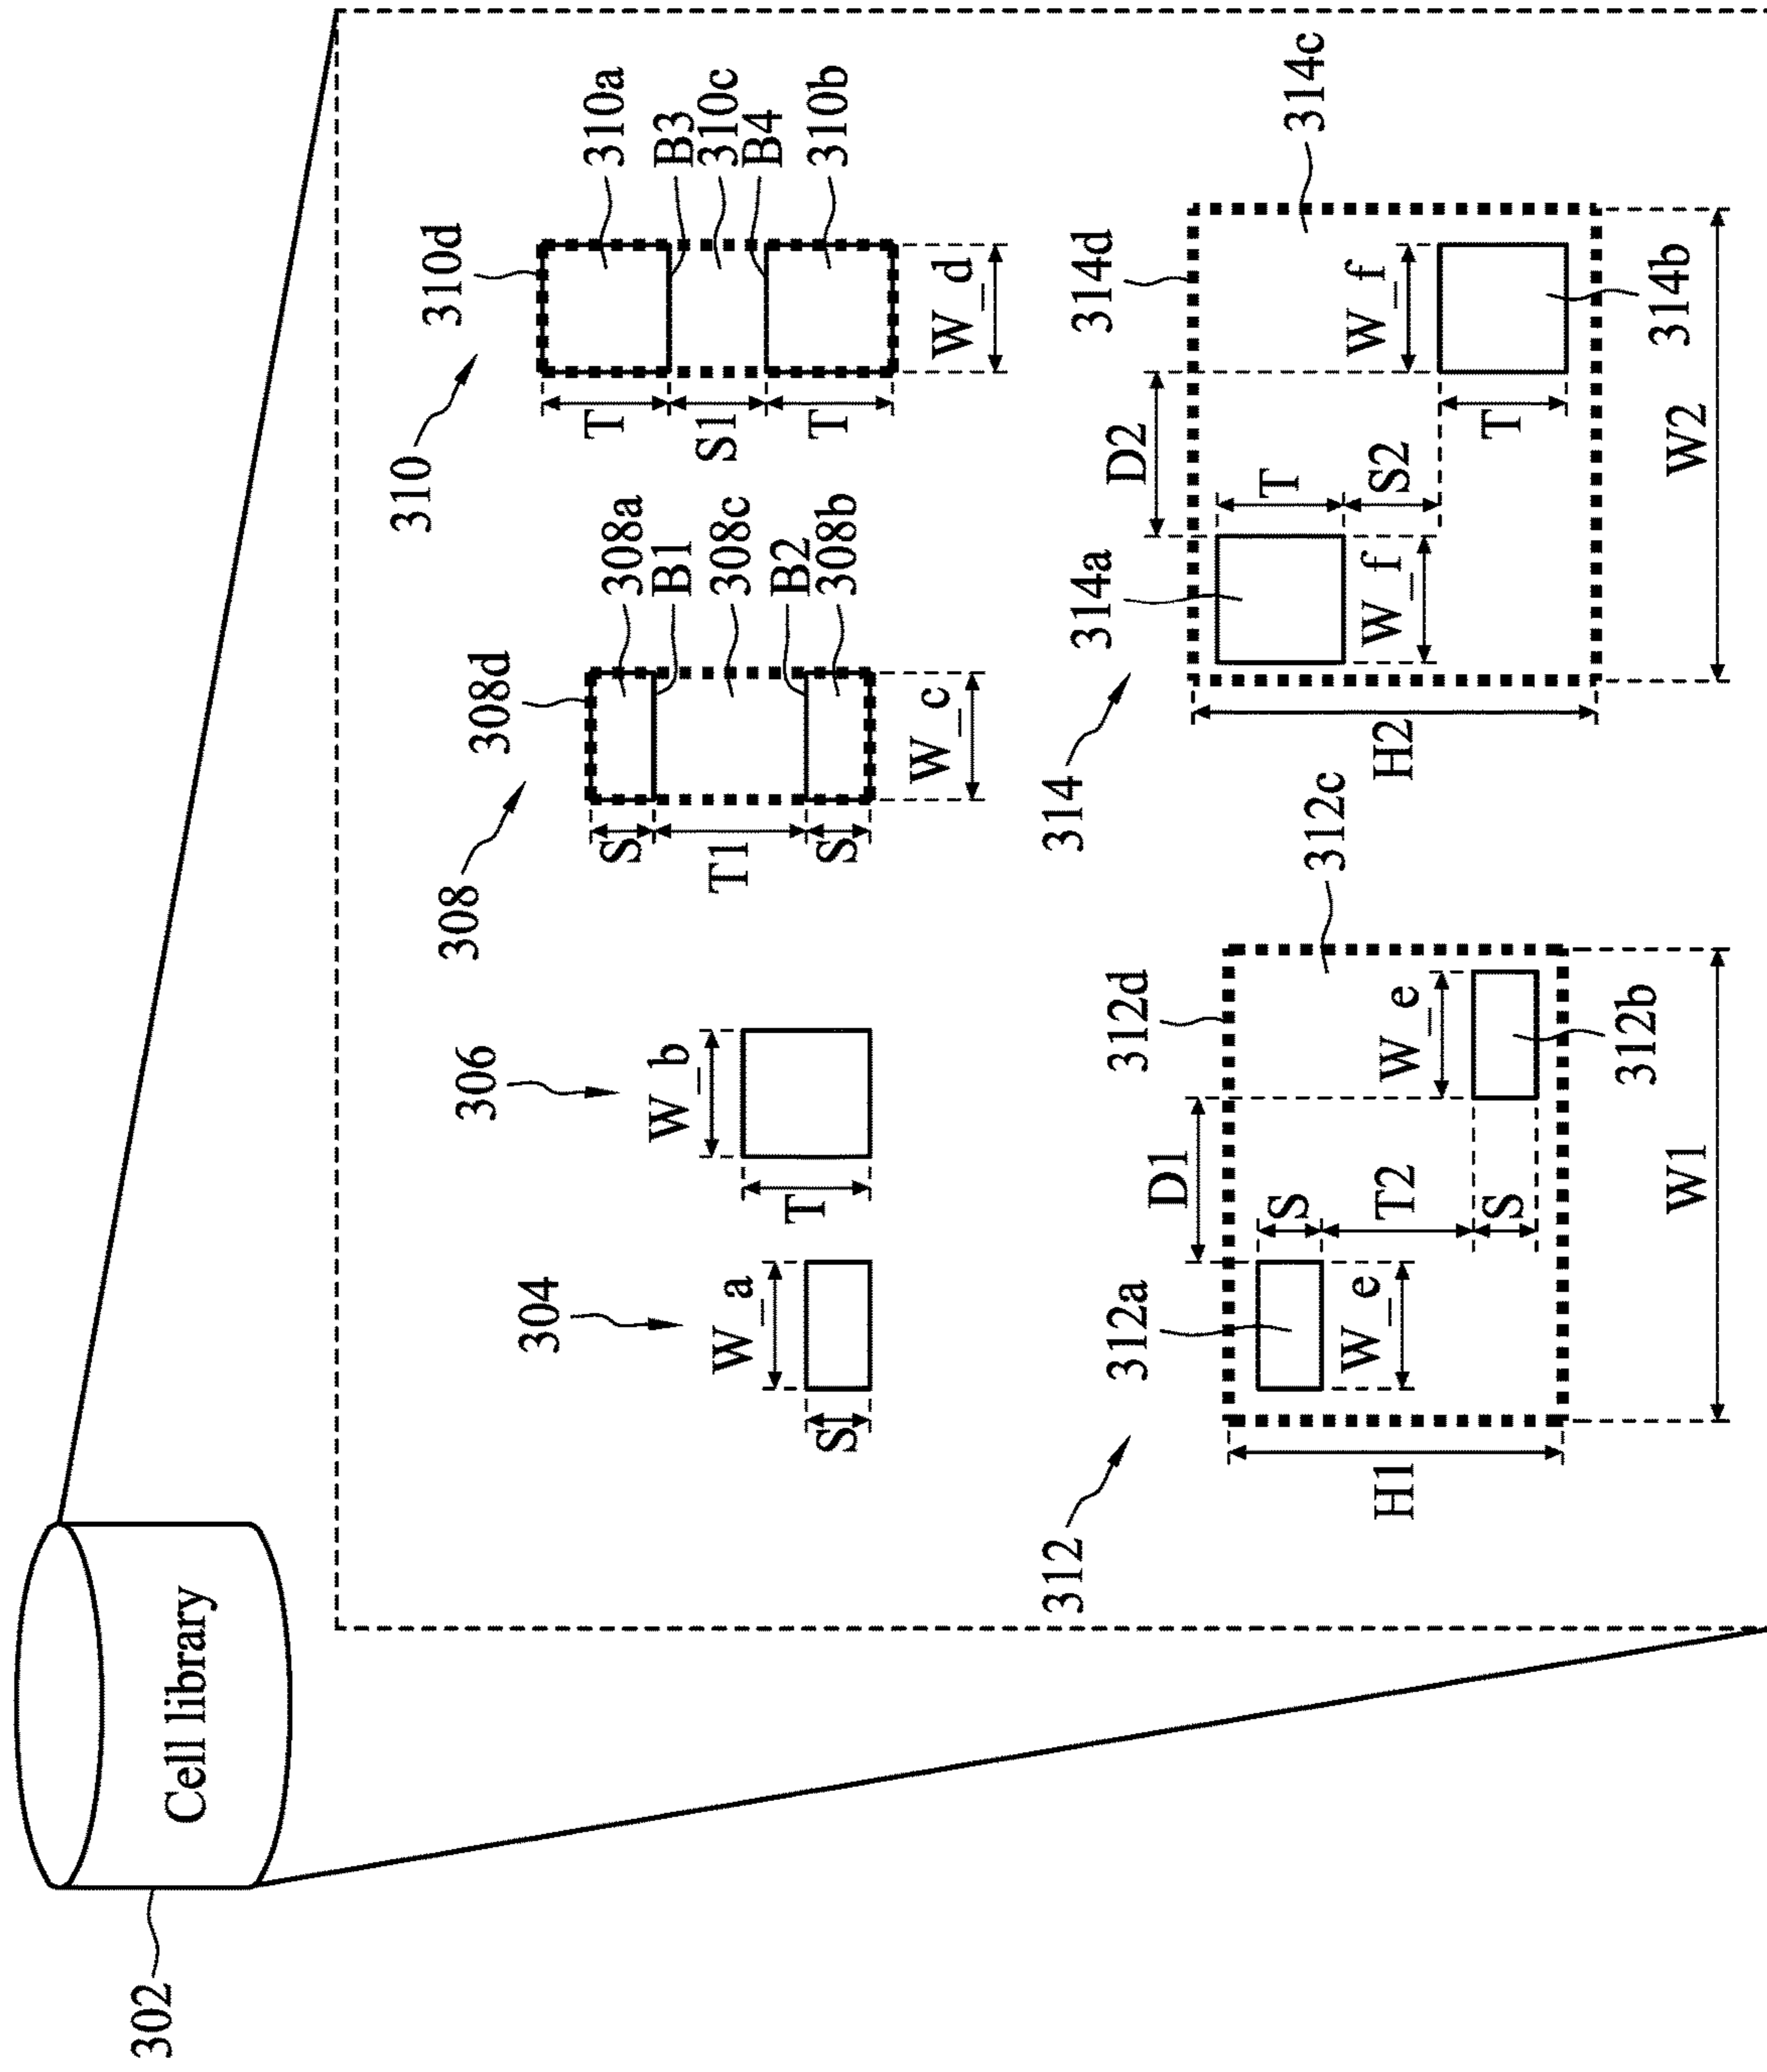 302
Cell library
304
W_a
S
306
W_b
T
308
308d
308a
B1
308c
B2
308b
S
T1
S
W_c
310
310d
310a
B3
310c
B4
310b
T
S1
T
W_d
312
312a
312d
312c
D1
S
T2
S
W_e
W_e
H1
312b
W1
314
314a
314d
314c
D2
T
S2
T
W_f
W_f
H2
314b
W2